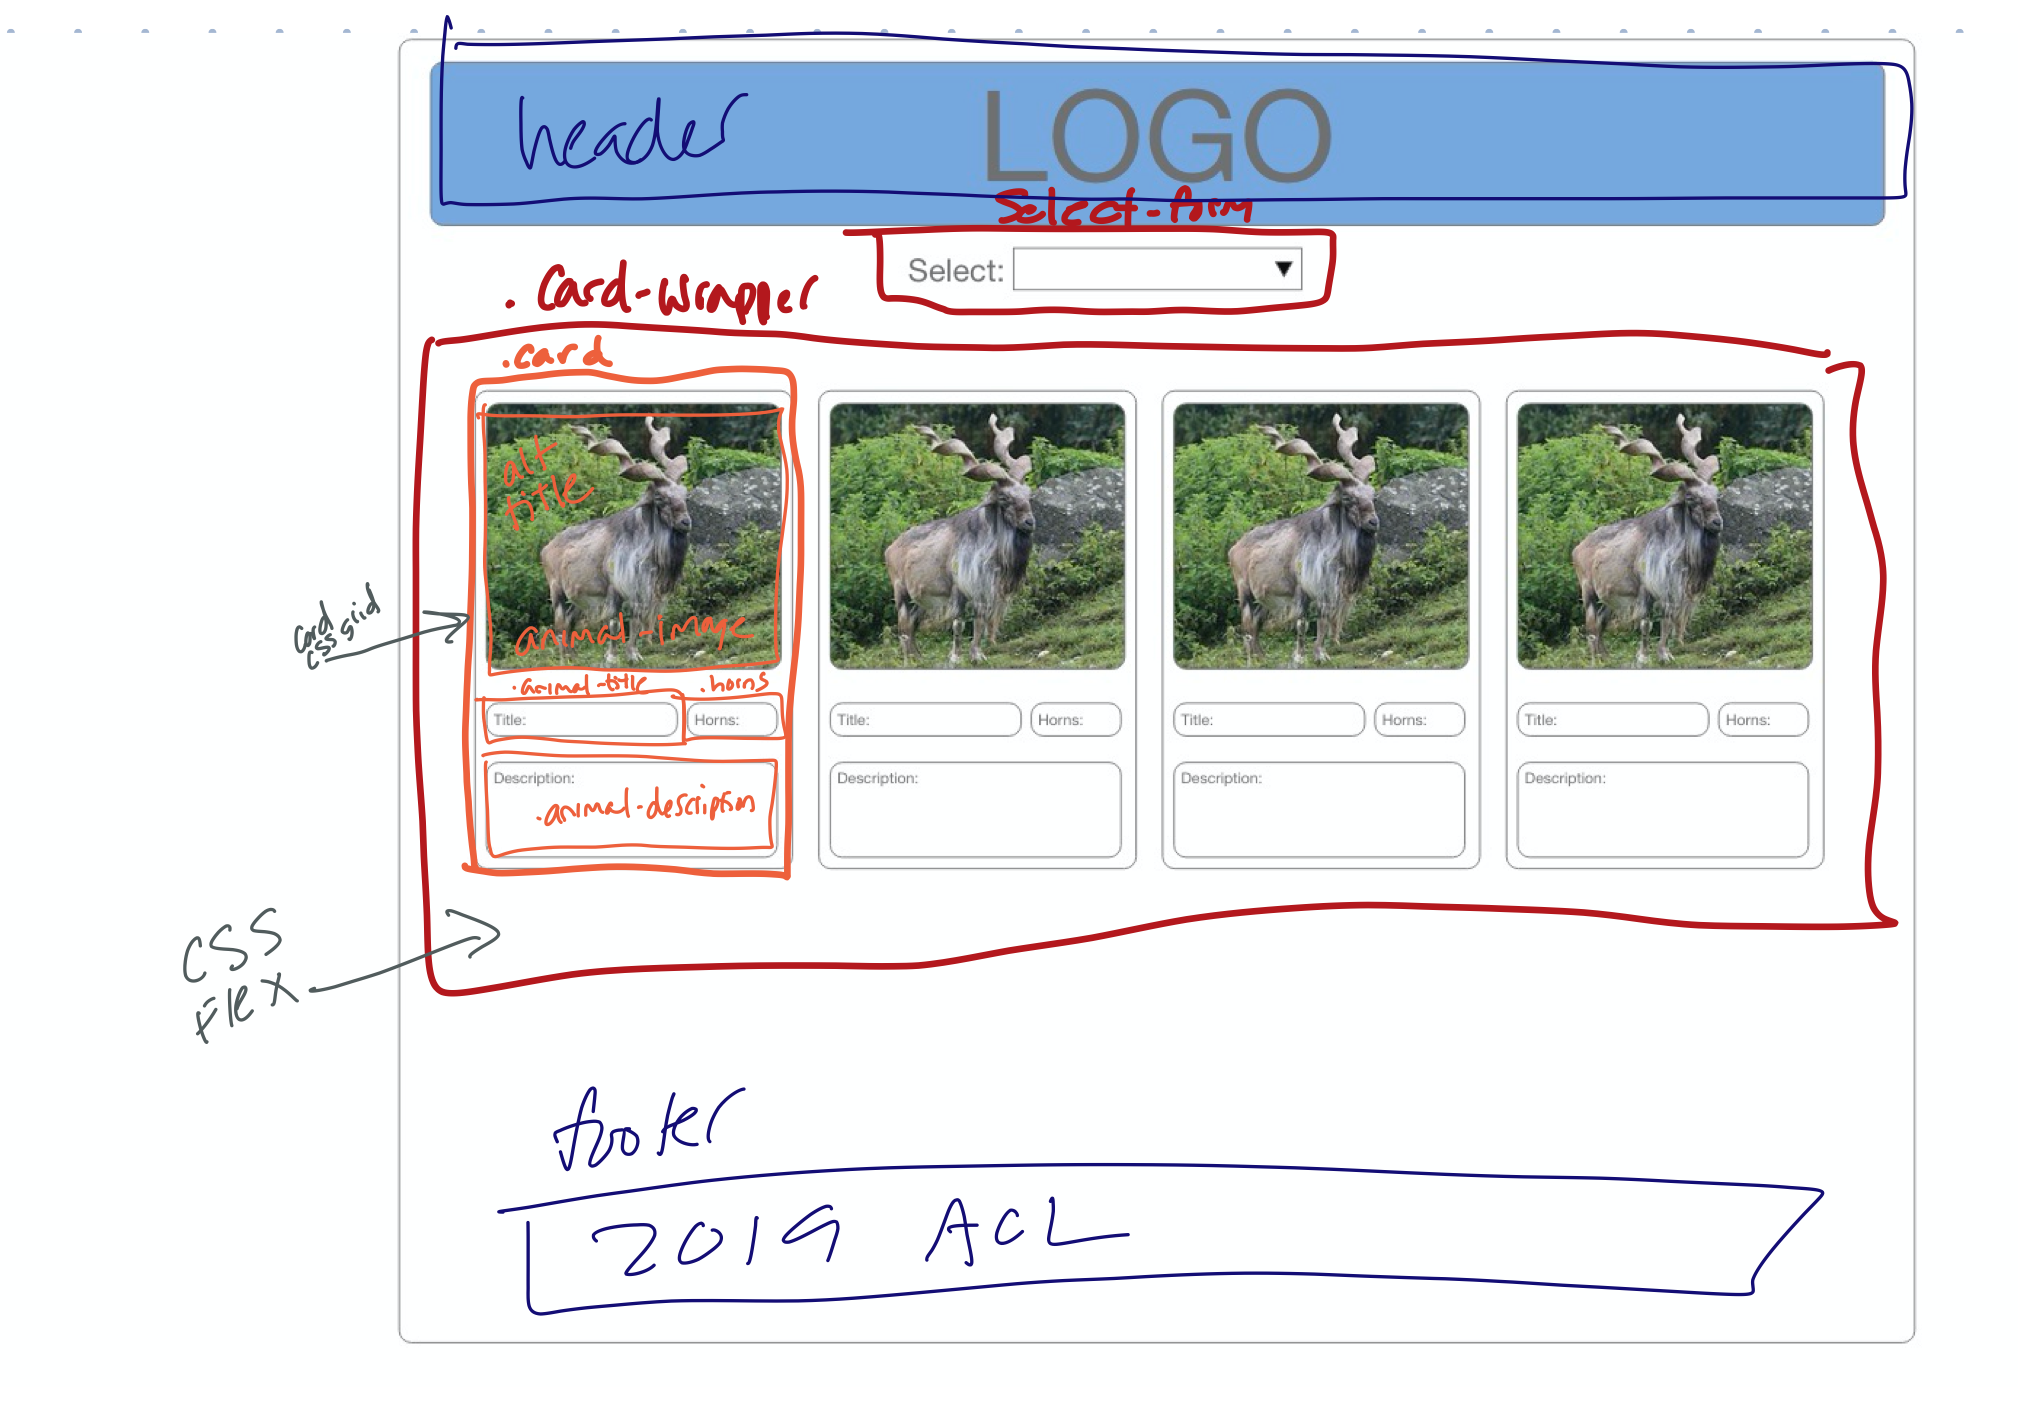 header
LOGO
Select-form
Select:
.Card-wrapper
.card
alt
title
card
css grid
animal-image
.animal-title .horns
Title: Horns: Title: Horns: Title: Horns: Title: Horns:
Description: Description: Description: Description:
.animal-description
CSS
Flex
footer
2019 ACL